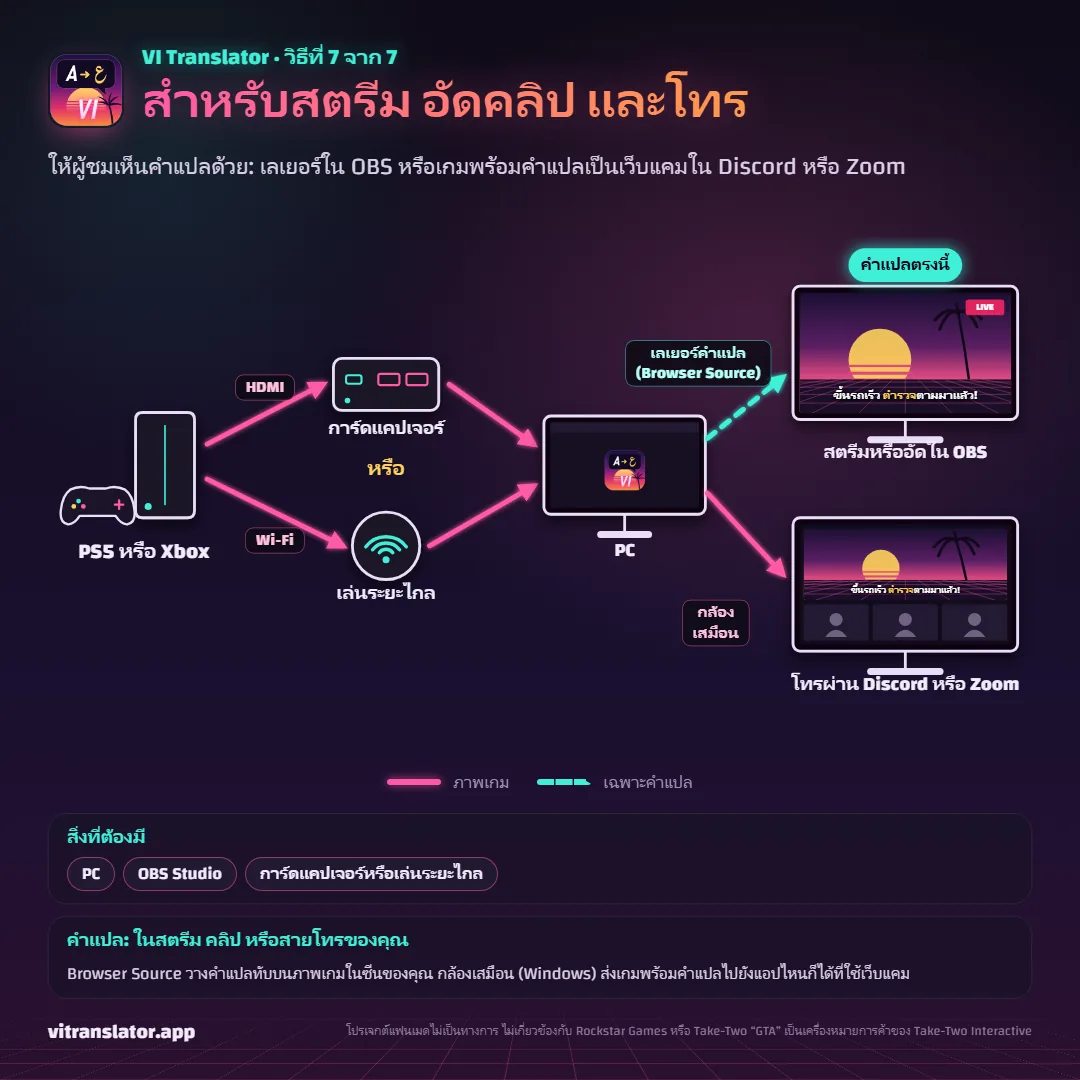 A→ع
VI
VI Translator • วิธีที่ 7 จาก 7
สำหรับสตรีม อัดคลิป และโทร
ให้ผู้ชมเห็นคำแปลด้วย: เลเยอร์ใน OBS หรือเกมพร้อมคำแปลเป็นเว็บแคมใน Discord หรือ Zoom
คำแปลตรงนี้
LIVE
เลเยอร์คำแปล
(Browser Source)
ขึ้นรถเร็ว ตำรวจตามมาแล้ว!
สตรีมหรืออัดใน OBS
HDMI
การ์ดแคปเจอร์
หรือ
A→ع
VI
PS5 หรือ Xbox
Wi-Fi
PC
เล่นระยะไกล
ขึ้นรถเร็ว ตำรวจตามมาแล้ว!
กล้อง
เสมือน
โทรผ่าน Discord หรือ Zoom
ภาพเกม
เฉพาะคำแปล
สิ่งที่ต้องมี
PC
OBS Studio
การ์ดแคปเจอร์หรือเล่นระยะไกล
คำแปล: ในสตรีม คลิป หรือสายโทรของคุณ
Browser Source วางคำแปลทับบนภาพเกมในซีนของคุณ กล้องเสมือน (Windows) ส่งเกมพร้อมคำแปลไปยังแอปไหนก็ได้ที่ใช้เว็บแคม
vitranslator.app
โปรเจกต์แฟนเมดไม่เป็นทางการ ไม่เกี่ยวข้องกับ Rockstar Games หรือ Take-Two “GTA” เป็นเครื่องหมายการค้าของ Take-Two Interactive